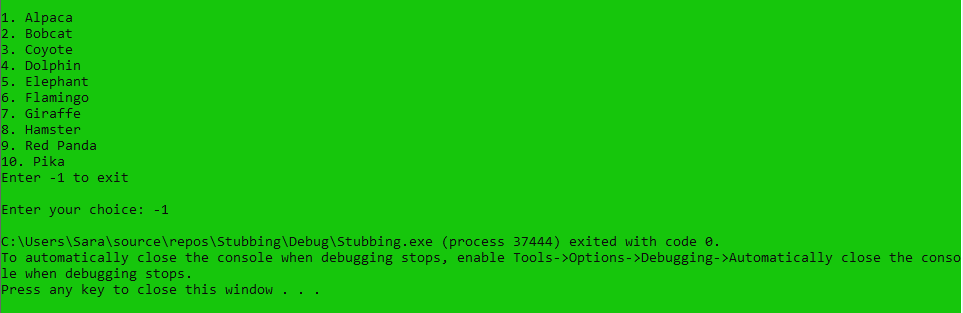 1. Alpaca
2. Bobcat
3. Coyote
4. Dolphin
5. Elephant
6. Flamingo
7. Giraffe
8. Hamster
9. Red Panda
10. Pika
Enter -1 to exit
Enter your choice: -1
C:\Users\Sara\source\repos\Stubbing\Debug\Stubbing.exe (process 37444) exited with code 0.
To automatically close the console when debugging stops, enable Tools->Options->Debugging->Automatically close the conso
le when debugging stops.
Press any key to close this window . . .